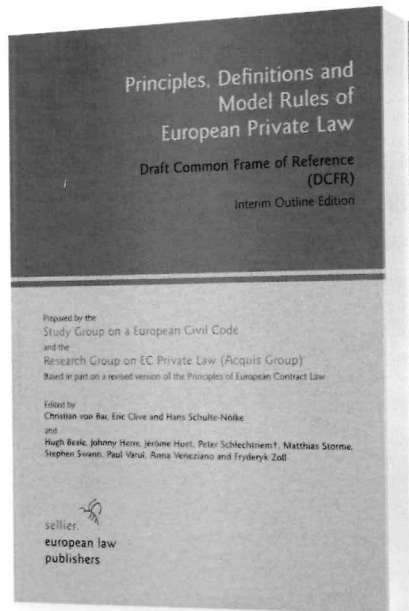 Principles, Definitions and
Model Rules of
European Private Law
Draft Common Frame of Reference
(DCFR)
Interim Outline Edition
Prepared by the
Study Group on a European Civil Code
and the
Research Group on EC Private Law (Acquis Group)
Based in part on a revised version of the Principles of European Contract Law
Edited by
Christian von Bar, Eric Clive and Hans Schulte-Nölke
and
Hugh Beale, Johnny Herre, Jérôme Huet, Peter Schlechtriem†, Matthias Storme,
Stephen Swann, Paul Varul, Anna Veneziano and Fryderyk Zoll
sellier.
european law
publishers